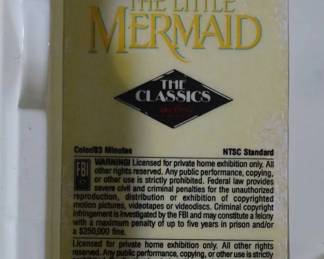 THE LITTLE
MERMAID
THE
CLASSICS
Color/83 Minutes NTSC Standard
FBI WARNING! Licensed for private home exhibition only. All
other rights reserved. Any public performance, copying,
or other use is strictly prohibited. Federal law provides
severe civil and criminal penalties for the unauthorized
reproduction, distribution or exhibition of copyrighted
motion pictures, videotapes or videodiscs. Criminal copyright
infringement is investigated by the FBI and may constitute a felony
with a maximum penalty of up to five years in prison and/or
a $250,000 fine.
Licensed for private home exhibition only. All other rights
reserved. Any public performance, copying, or other use is strictly